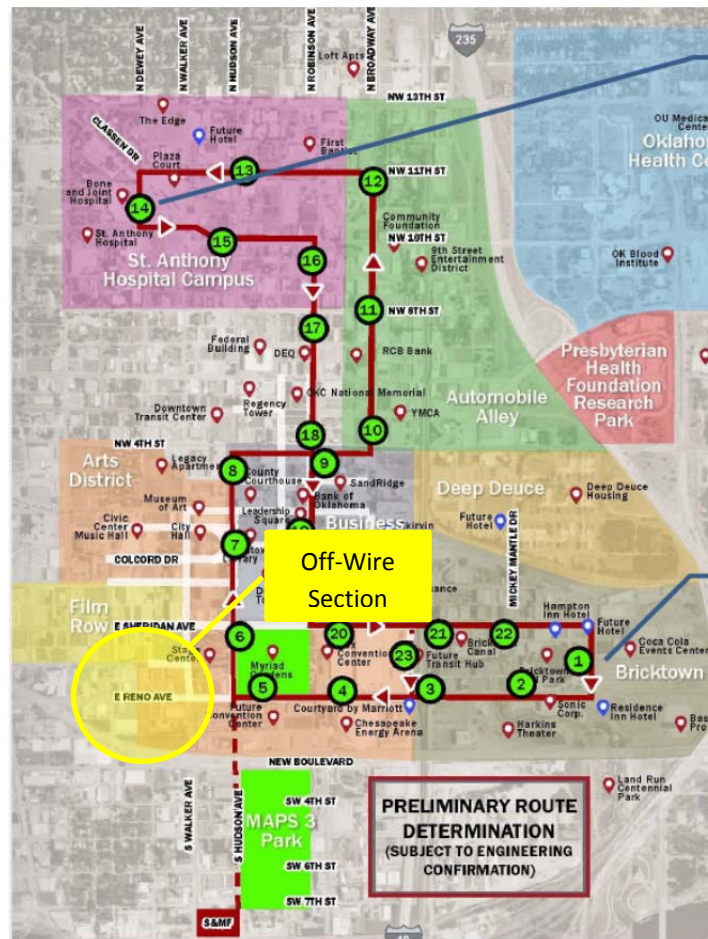 N DEWEY AVE
N WALKER AVE
N HUDSON AVE
N ROBINSON AVE
N BROADWAY AVE
235
Loft Apts
NW 13TH ST
The Edge
CLASSEN DR
Future
Hotel
First
Plaza
Court
13
NW 11TH ST
12
OU Medica
Oklaho
Health Ce
Bone
and Joint
Hospital
14
St. Anthony
Hospital
15
St. Anthony
Hospital Campus
16
Community
Foundation
NW 10TH ST
9th Street
Entertainment
District
OK Blood
Institute
17
11
NW 8TH ST
Federal
Building
DEQ
RCB Bank
Presbyterian
Health
Foundation
Research
Park
Regency
Tower
OKC National Memorial
Automobile
Alley
Downtown
Transit Center
YMCA
18
10
NW 4TH ST
Arts
District
Legacy
Apartment
8
9
County
Courthouse
SandRidge
Deep Deuce
Deep Deuce
Housing
Museum
of Art
Leadership
Square
Bank of
Oklahoma
Business
Civic
Center
Music Hall
City
Hall
Future
Hotel
MICKEY MANTLE DR
7
COLCORD DR
Off-Wire
Section
Film
Row
E SHERIDAN AVE
6
20
21
22
Hampton
Inn Hotel
Future
Hotel
Myriad
Gardens
Convention
Center
23
Future
Transit Hub
Canal
1
Coca Cola
Events Center
Bricktown
E RENO AVE
5
4
3
2
Courtyard by Marriott
Sonic
Corp.
Residence
Inn Hotel
Future
Chesapeake
Energy Arena
Harkins
Theater
NEW BOULEVARD
S WALKER AVE
S HUDSON AVE
SW 4TH ST
MAPS 3
Park
SW 6TH ST
SW 7TH ST
S&MF
Land Run
Centennial
Park
PRELIMINARY ROUTE
DETERMINATION
(SUBJECT TO ENGINEERING
CONFIRMATION)